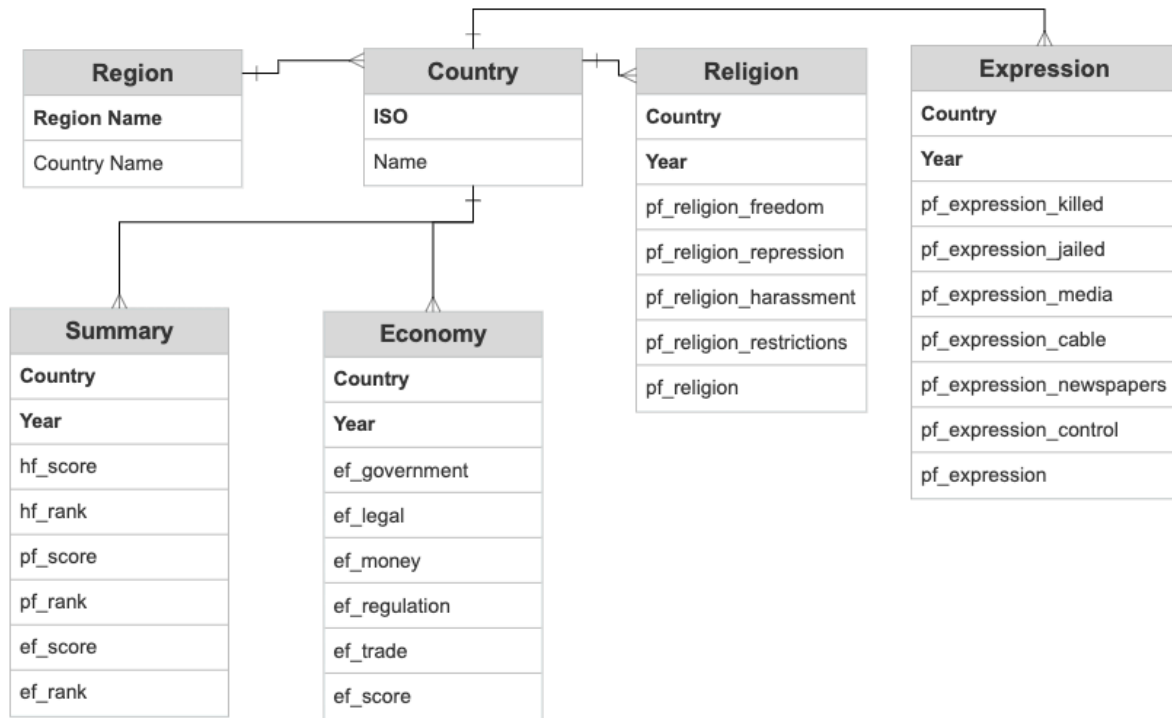 Region
Region Name
Country Name
Country
ISO
Name
Religion
Country
Year
pf_religion_freedom
pf_religion_repression
pf_religion_harassment
pf_religion_restrictions
pf_religion
Expression
Country
Year
pf_expression_killed
pf_expression_jailed
pf_expression_media
pf_expression_cable
pf_expression_newspapers
pf_expression_control
pf_expression
Summary
Country
Year
hf_score
hf_rank
pf_score
pf_rank
ef_score
ef_rank
Economy
Country
Year
ef_government
ef_legal
ef_money
ef_regulation
ef_trade
ef_score